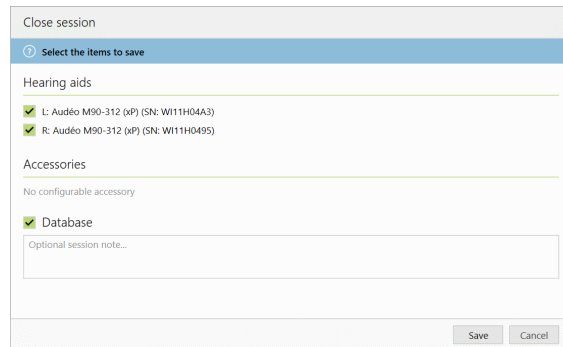 Close session
? Select the items to save
Hearing aids
L: Audéo M90-312 (xP) (SN: WI11H04A3)
R: Audéo M90-312 (xP) (SN: WI11H0495)
Accessories
No configurable accessory
Database
Optional session note...
Save Cancel